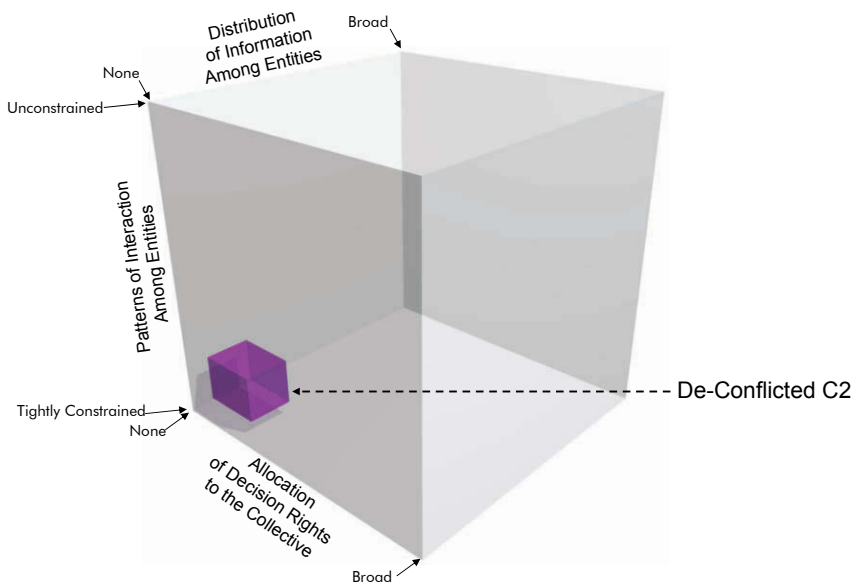 Distribution
of Information
Among Entities
Broad
None
Unconstrained
Patterns of Interaction
Among Entities
De-Conflicted C2
Tightly Constrained
None
Allocation
of Decision Rights
to the Collective
Broad